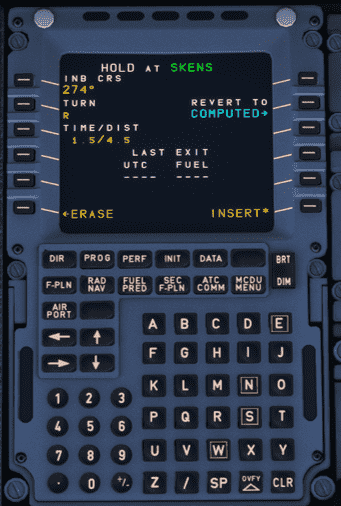 HOLD AT SKENS
INB CRS
274°
TURN REVERT TO
R COMPUTED→
TIME/DIST
1.5/4.5
LAST EXIT
UTC FUEL
---- ----
←ERASE INSERT*
DIR PROG PERF INIT DATA BRT
F-PLN RAD NAV FUEL PRED SEC F-PLN ATC COMM MCDU MENU DIM
AIR PORT
← ↑
→ ↓
A B C D E
F G H I J
K L M N O
P Q R S T
U V W X Y
Z / SP OVFY CLR
1 2 3
4 5 6
7 8 9
. 0 +/-